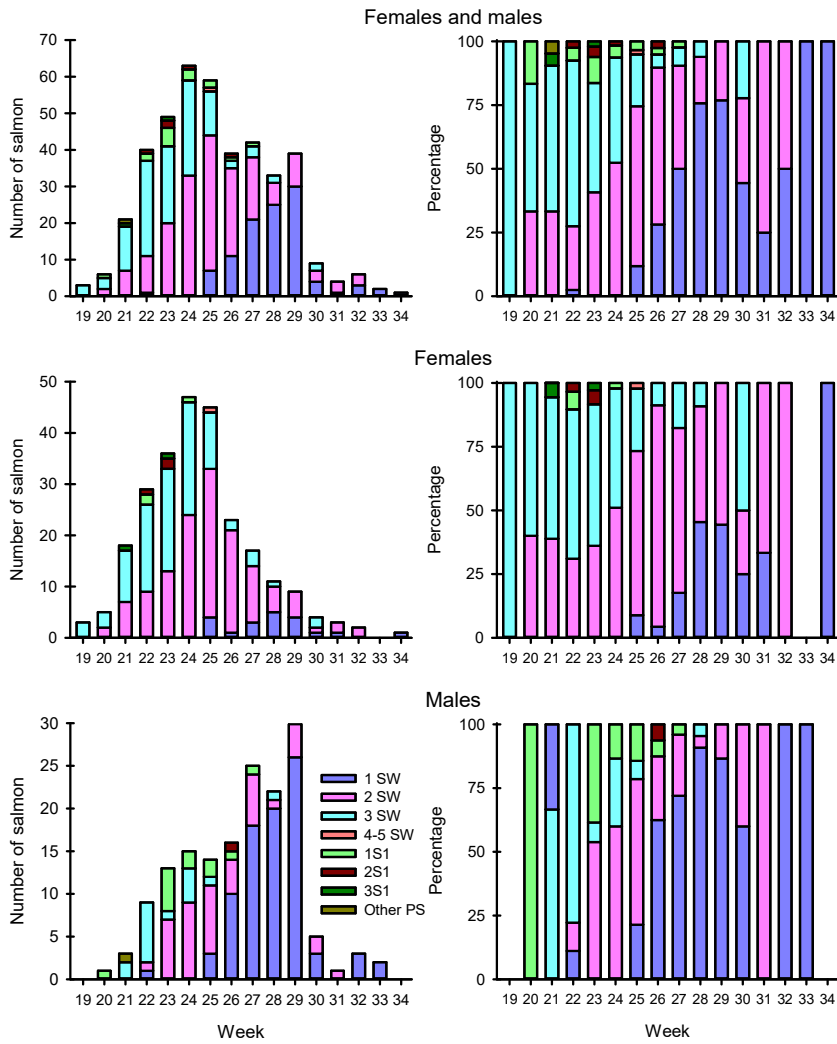 Females and males
Number of salmon
70
60
50
40
30
20
10
0
19 20 21 22 23 24 25 26 27 28 29 30 31 32 33 34
Percentage
100
75
50
25
0
19 20 21 22 23 24 25 26 27 28 29 30 31 32 33 34
Females
Number of salmon
50
40
30
20
10
0
19 20 21 22 23 24 25 26 27 28 29 30 31 32 33 34
Percentage
100
75
50
25
0
19 20 21 22 23 24 25 26 27 28 29 30 31 32 33 34
Males
Number of salmon
30
25
20
15
10
5
0
1 SW
2 SW
3 SW
4-5 SW
1S1
2S1
3S1
Other PS
19 20 21 22 23 24 25 26 27 28 29 30 31 32 33 34
Week
Percentage
100
75
50
25
0
19 20 21 22 23 24 25 26 27 28 29 30 31 32 33 34
Week